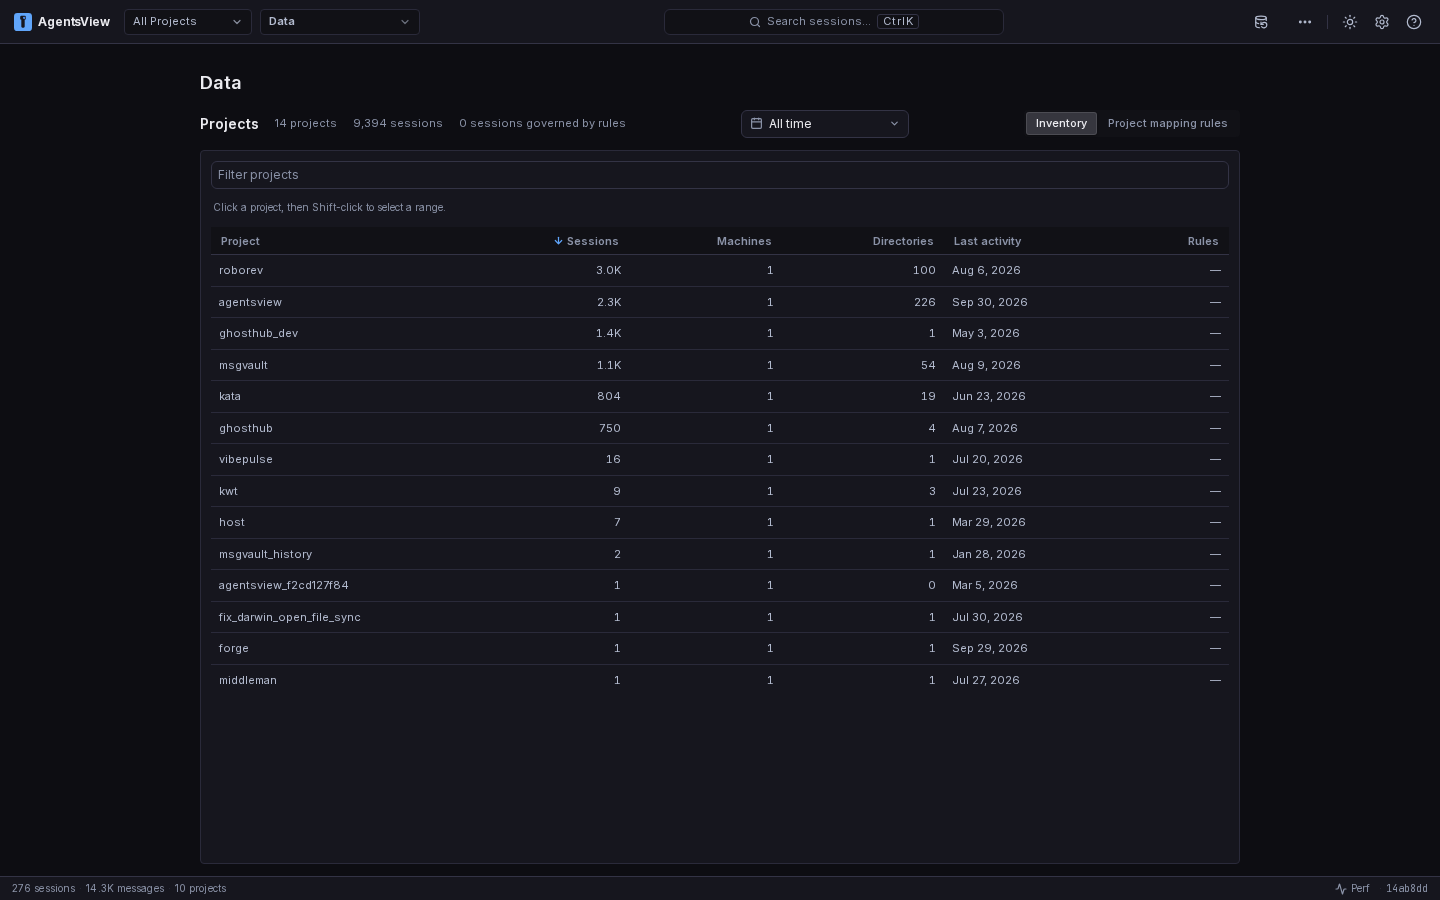 AgentsView All Projects Data Search sessions... CtrlK
Data
Projects 14 projects 9,394 sessions 0 sessions governed by rules All time Inventory Project mapping rules
Filter projects
Click a project, then Shift-click to select a range.
Project ↓ Sessions Machines Directories Last activity Rules
roborev 3.0K 1 100 Aug 6, 2026 —
agentsview 2.3K 1 226 Sep 30, 2026 —
ghosthub_dev 1.4K 1 1 May 3, 2026 —
msgvault 1.1K 1 54 Aug 9, 2026 —
kata 804 1 19 Jun 23, 2026 —
ghosthub 750 1 4 Aug 7, 2026 —
vibepulse 16 1 1 Jul 20, 2026 —
kwt 9 1 3 Jul 23, 2026 —
host 7 1 1 Mar 29, 2026 —
msgvault_history 2 1 1 Jan 28, 2026 —
agentsview_f2cd127f84 1 1 0 Mar 5, 2026 —
fix_darwin_open_file_sync 1 1 1 Jul 30, 2026 —
forge 1 1 1 Sep 29, 2026 —
middleman 1 1 1 Jul 27, 2026 —
276 sessions 14.3K messages 10 projects Perf 14ab8dd